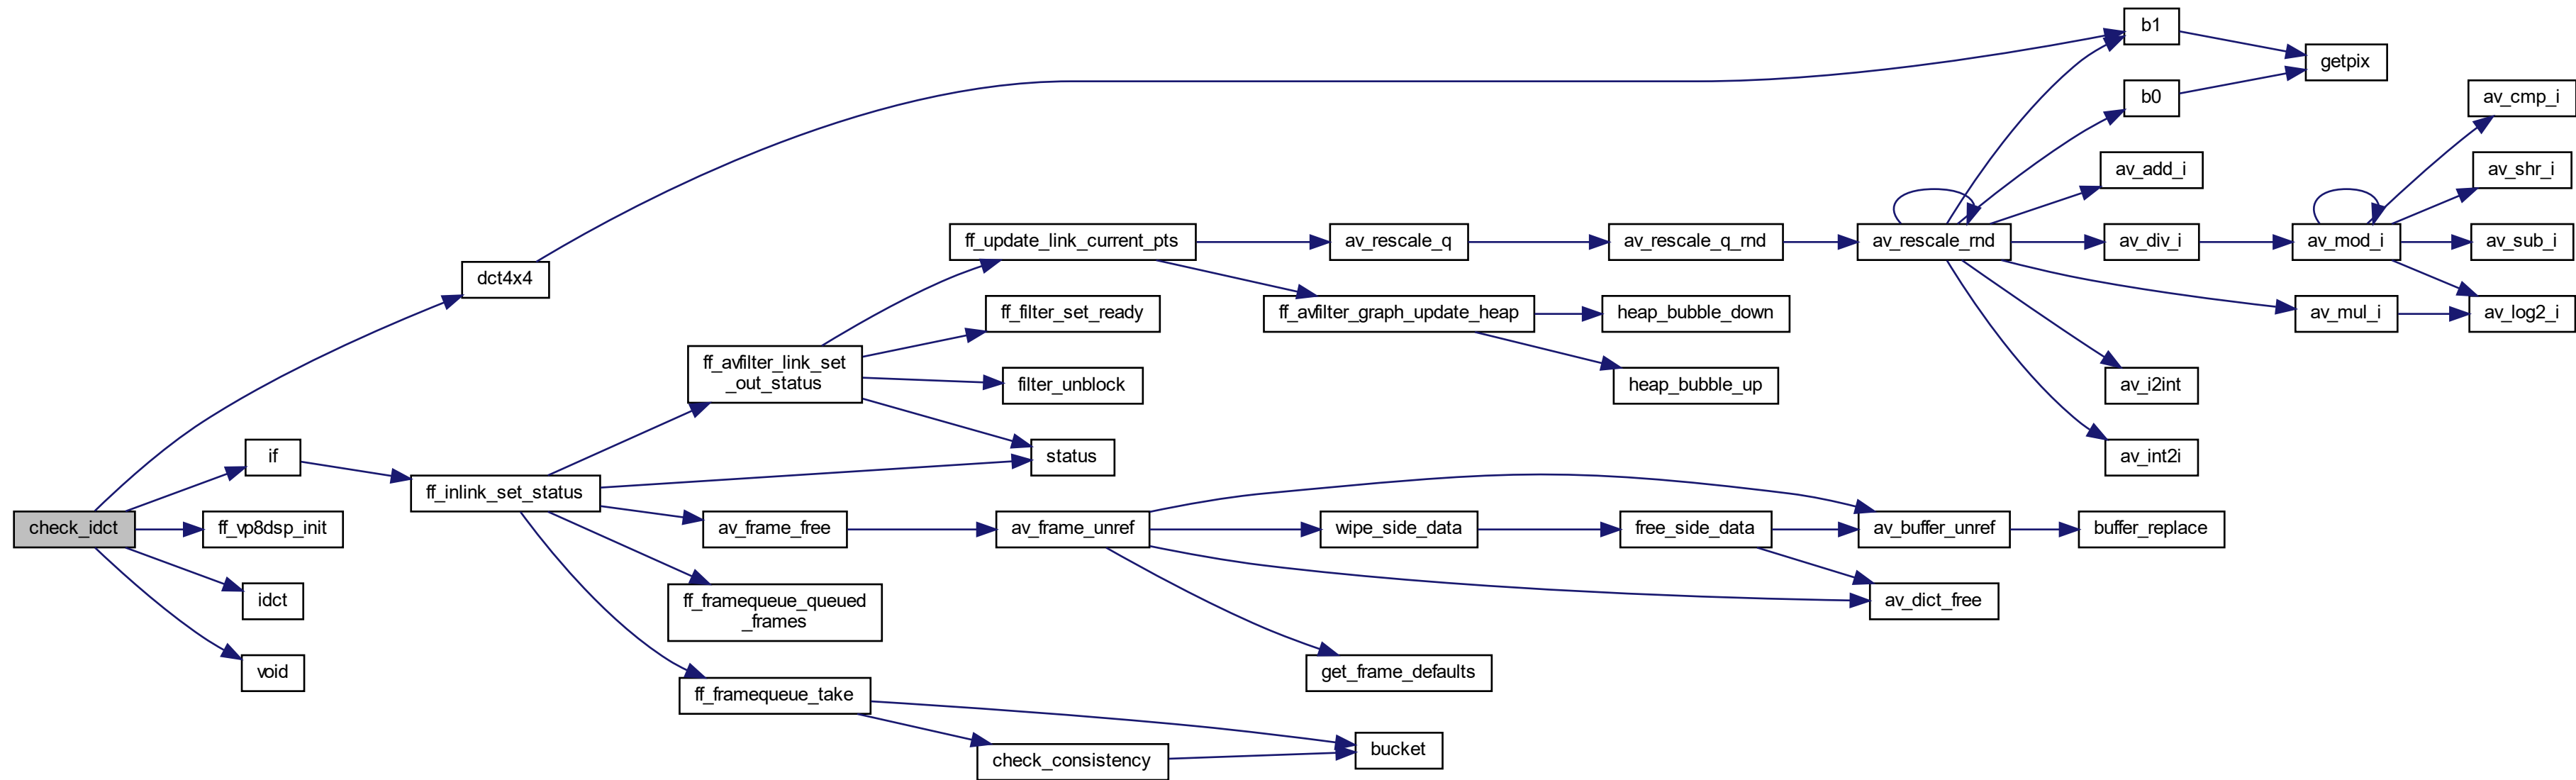 check_idct
dct4x4
if
ff_vp8dsp_init
idct
void
ff_inlink_set_status
ff_avfilter_link_set
_out_status
av_frame_free
ff_framequeue_queued
_frames
ff_framequeue_take
ff_update_link_current_pts
ff_filter_set_ready
filter_unblock
status
av_frame_unref
check_consistency
av_rescale_q
ff_avfilter_graph_update_heap
wipe_side_data
get_frame_defaults
bucket
av_rescale_q_rnd
heap_bubble_down
heap_bubble_up
free_side_data
av_rescale_rnd
av_buffer_unref
av_dict_free
b1
b0
av_add_i
av_div_i
av_i2int
av_int2i
buffer_replace
getpix
av_mod_i
av_mul_i
av_cmp_i
av_shr_i
av_sub_i
av_log2_i